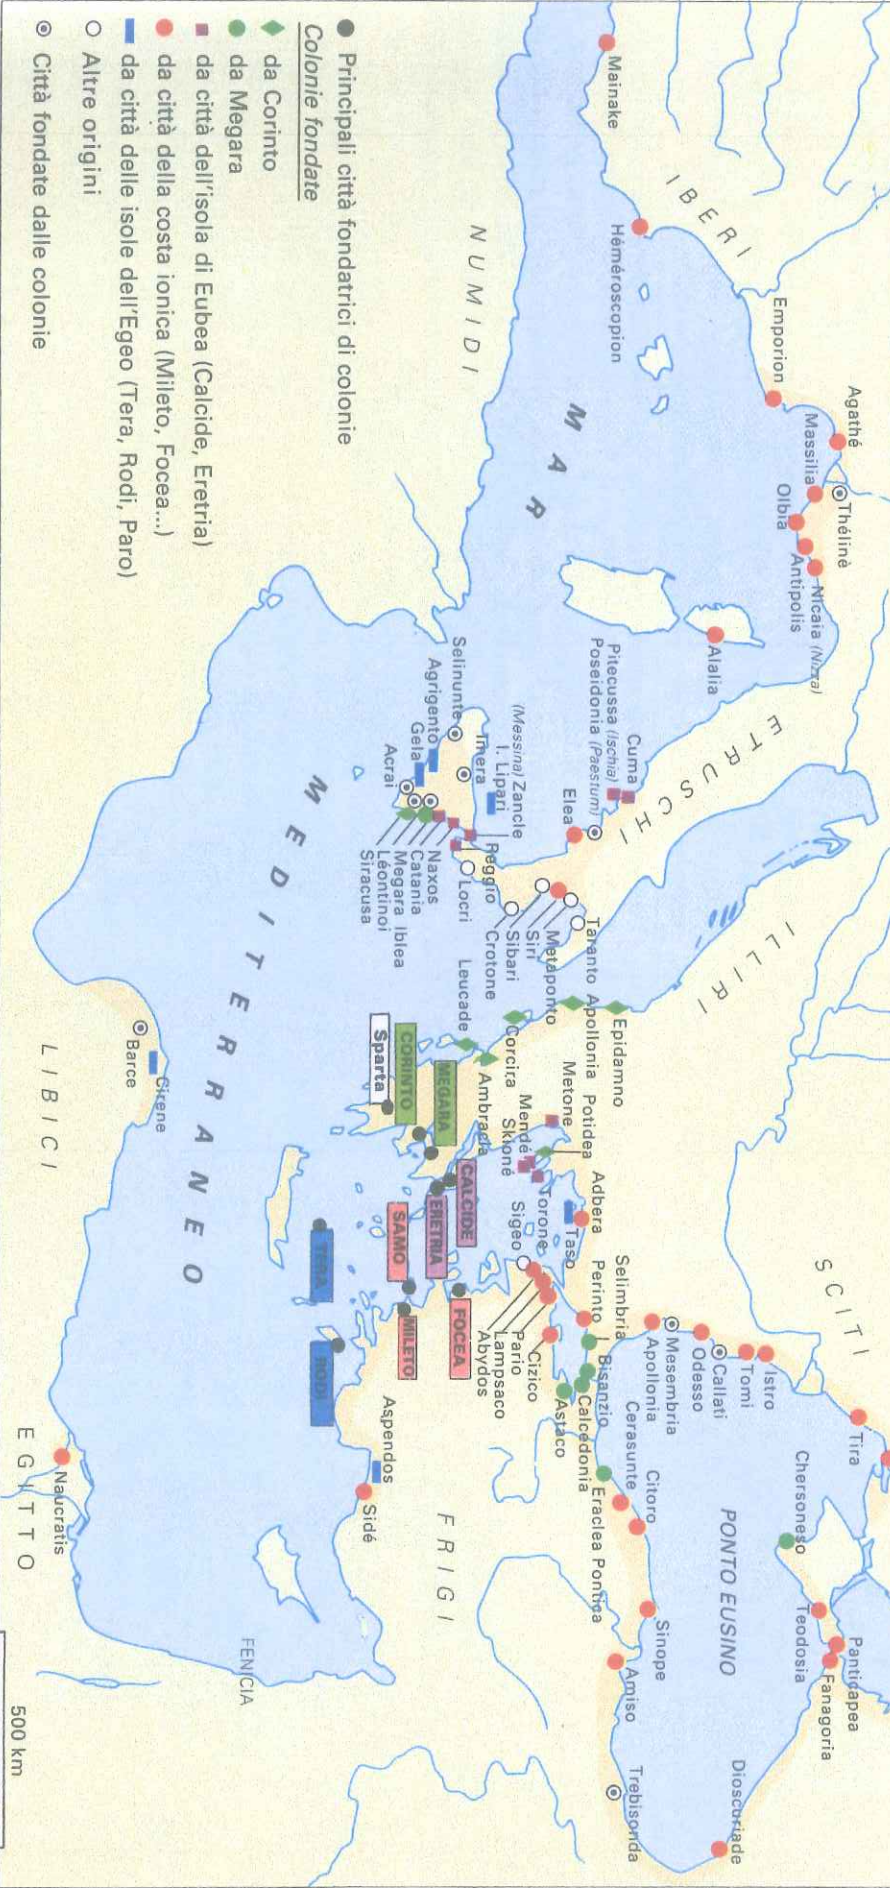 ● Principali città fondatrici di colonie
Colonie fondate
da Corinto
da Megara
da città dell'isola di Eubea (Calcide, Eretria)
da città della costa ionica (Mileto, Focea...)
da città delle isole dell'Egeo (Tera, Rodi, Paro)
Altre origini
Città fondate dalle colonie
Mainake
IBERI
Héméroscopion
Emporion
Agathé
Massilia
Thélinè
Olbia
Antipolis
Nicaia (Nizza)
Alalia
NUMIDI
MAR
MEDITERRANEO
ETRUSCHI
ILLIRI
Cuma
Pitecussa (Ischia)
Poseidonia (Paestum)
Elea
(Messina) Zancle
I. Lipari
Imera
Selinunte
Agrigento
Gela
Acrai
Reggio
Locri
Naxos
Catania
Megara Iblea
Léontinoi
Siracusa
Taranto
Metaponto
Siri
Sibari
Crotone
Epidamno
Apollonia
Corcira
Leucade
Ambracia
Metone
Potidea
Mendé
Skioné
Torone
Sigeo
Adbera
Taso
MEGARA
CORINTO
Sparta
CALCIDE
ERETRIA
SAMO
FOCEA
MILETO
TERA
RODI
Selimbria
Perinto
Bisanzio
Calcedonia
Astaco
Cizico
Pario
Lampsaco
Abydos
SCITI
Istro
Tomi
Callati
Odesso
Mesembria
Apollonia
Tira
Chersoneso
Teodosia
Panticapea
Fanagoria
Dioscuriade
PONTO EUSINO
Citoro
Cerasunte
Eraclea Pontica
Sinope
Amiso
Trebisonda
FRIGI
Aspendos
Sidé
FENICIA
Barce
Cirene
LIBICI
EGITTO
Naucratis
500 km